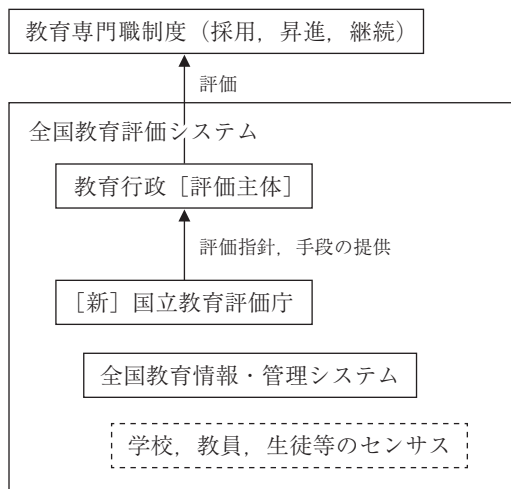 教育専門職制度（採用，昇進，継続）
評価
全国教育評価システム
教育行政［評価主体］
評価指針，手段の提供
［新］国立教育評価庁
全国教育情報・管理システム
学校，教員，生徒等のセンサス